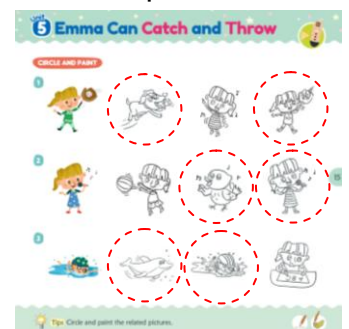 Unit
5 Emma Can Catch and Throw
CIRCLE AND PAINT
1
2
3
Tips Circle and paint the related pictures.